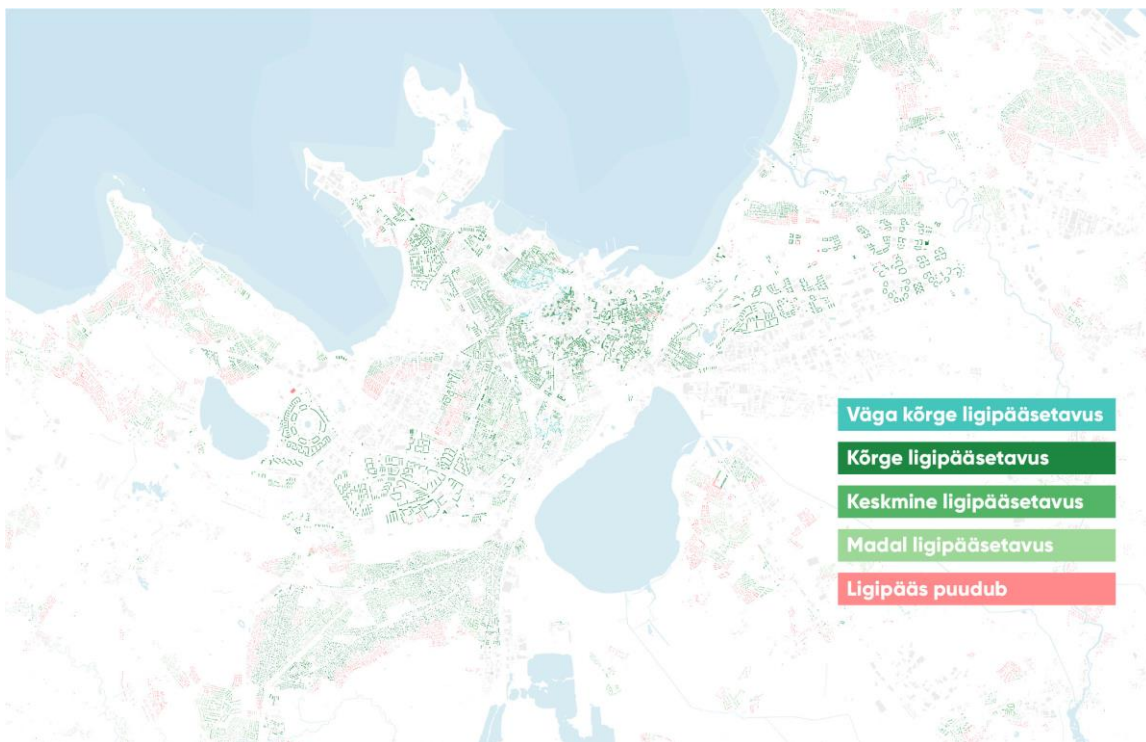 Väga kõrge ligipääsetavus
Kõrge ligipääsetavus
Keskmine ligipääsetavus
Madal ligipääsetavus
Ligipääs puudub